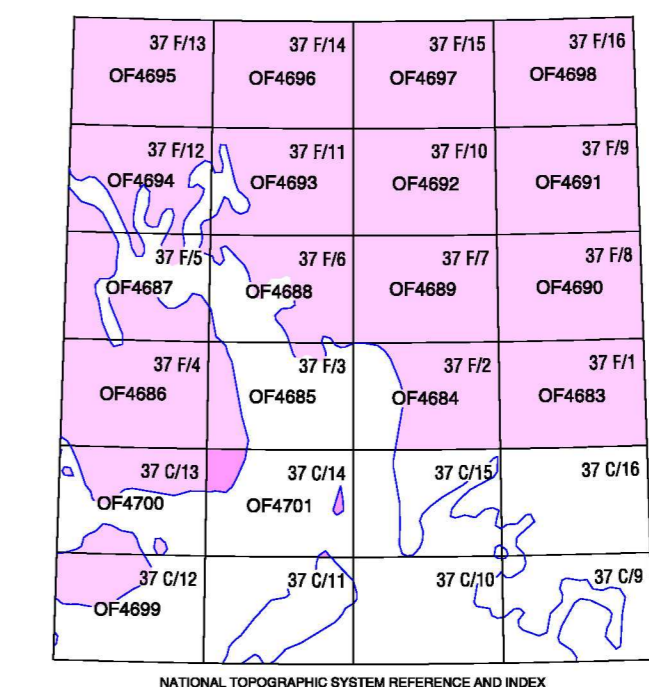 37 F/13 37 F/14 37 F/15 37 F/16
OF4695 OF4696 OF4697 OF4698
37 F/12 37 F/11 37 F/10 37 F/9
OF4694 OF4693 OF4692 OF4691
37 F/5 37 F/6 37 F/7 37 F/8
OF4687 OF4688 OF4689 OF4690
37 F/4 37 F/3 37 F/2 37 F/1
OF4686 OF4685 OF4684 OF4683
37 C/13 37 C/14 37 C/15 37 C/16
OF4700 OF4701
37 C/12 37 C/11 37 C/10 37 C/9
OF4699
NATIONAL TOPOGRAPHIC SYSTEM REFERENCE AND INDEX